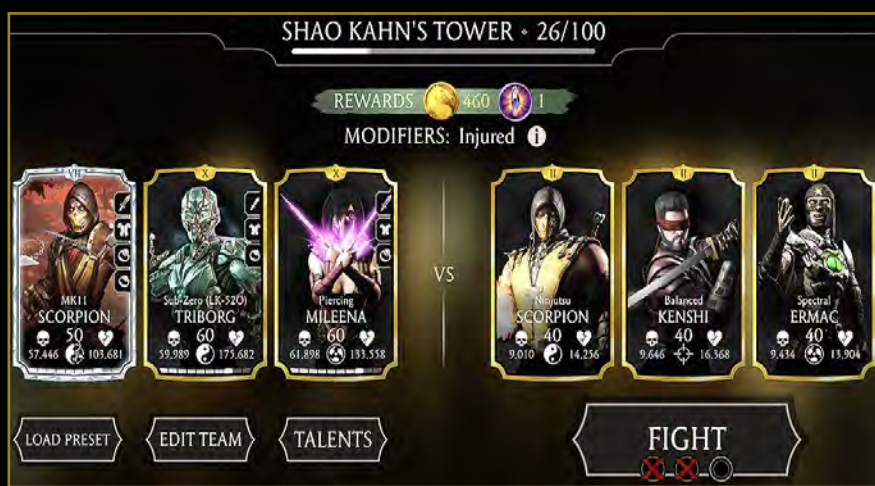 SHAO KAHN'S TOWER • 26/100
REWARDS 460 1
MODIFIERS: Injured i
VII
MK11
SCORPION
50
57,446 103,681
X
Sub-Zero (LK-520)
TRIBORG
60
59,989 175,682
X
Piercing
MILEENA
60
61,898 133,558
VS
II
Ninjutsu
SCORPION
40
9,010 14,256
II
Balanced
KENSHI
40
9,646 16,368
II
Spectral
ERMAC
40
9,434 13,904
LOAD PRESET
EDIT TEAM
TALENTS
FIGHT